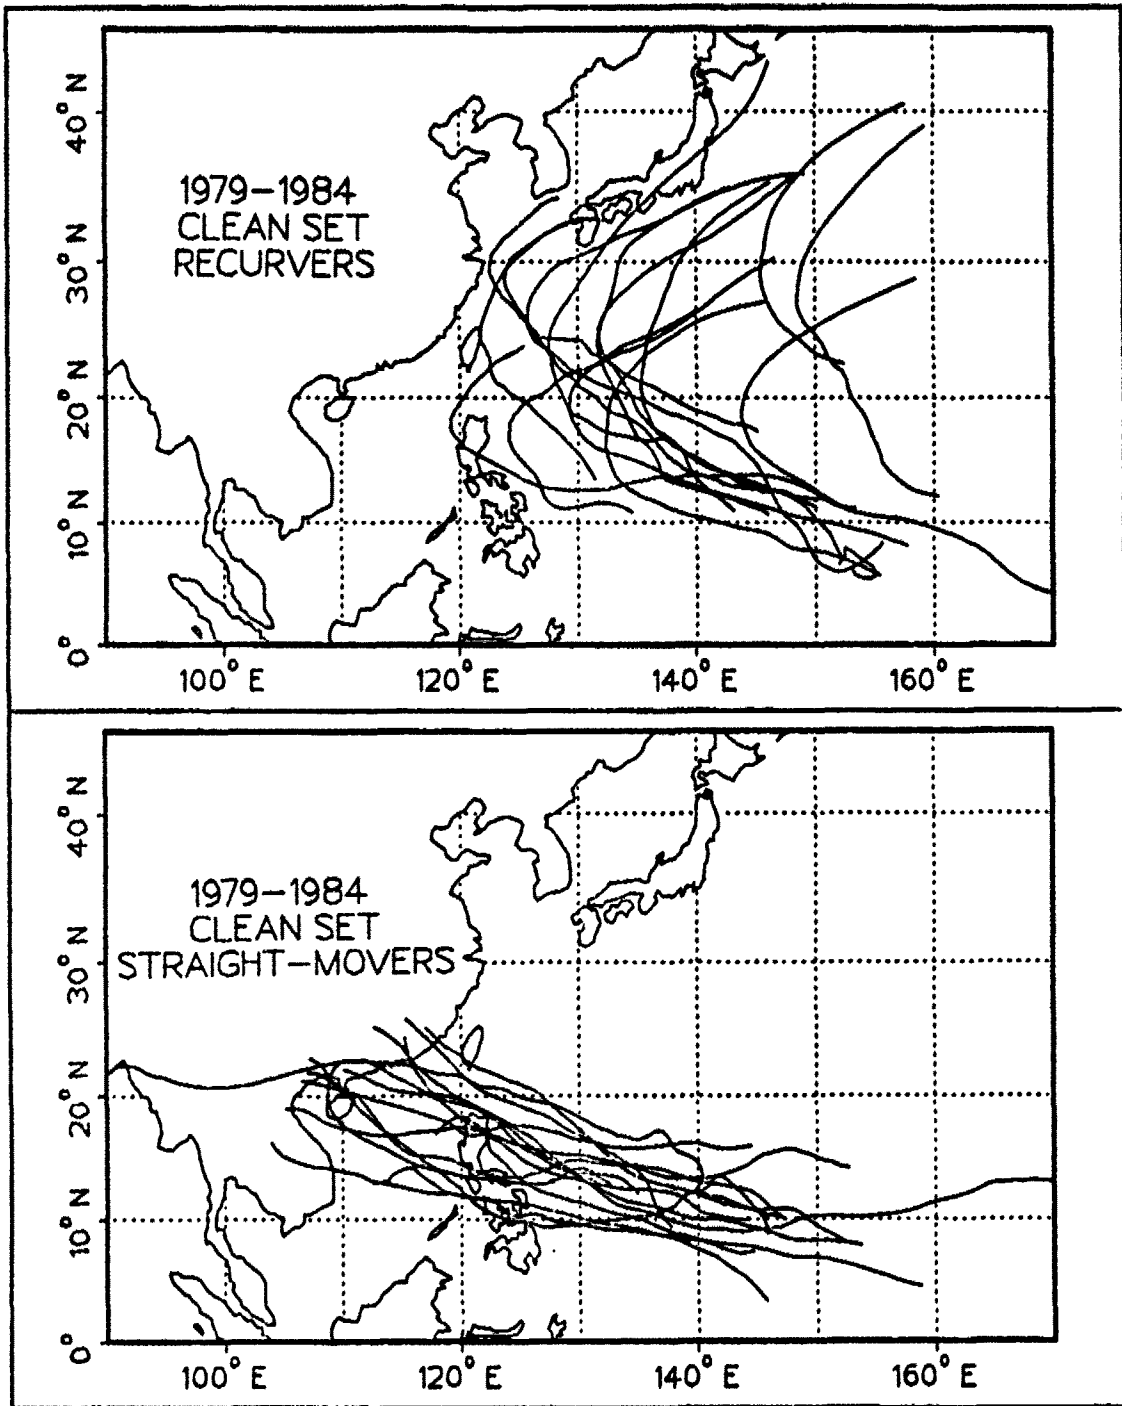 40° N
30° N
20° N
10° N
0°
1979-1984
CLEAN SET
RECURVERS
100° E
120° E
140° E
160° E
40° N
30° N
20° N
10° N
0°
1979-1984
CLEAN SET
STRAIGHT-MOVERS
100° E
120° E
140° E
160° E